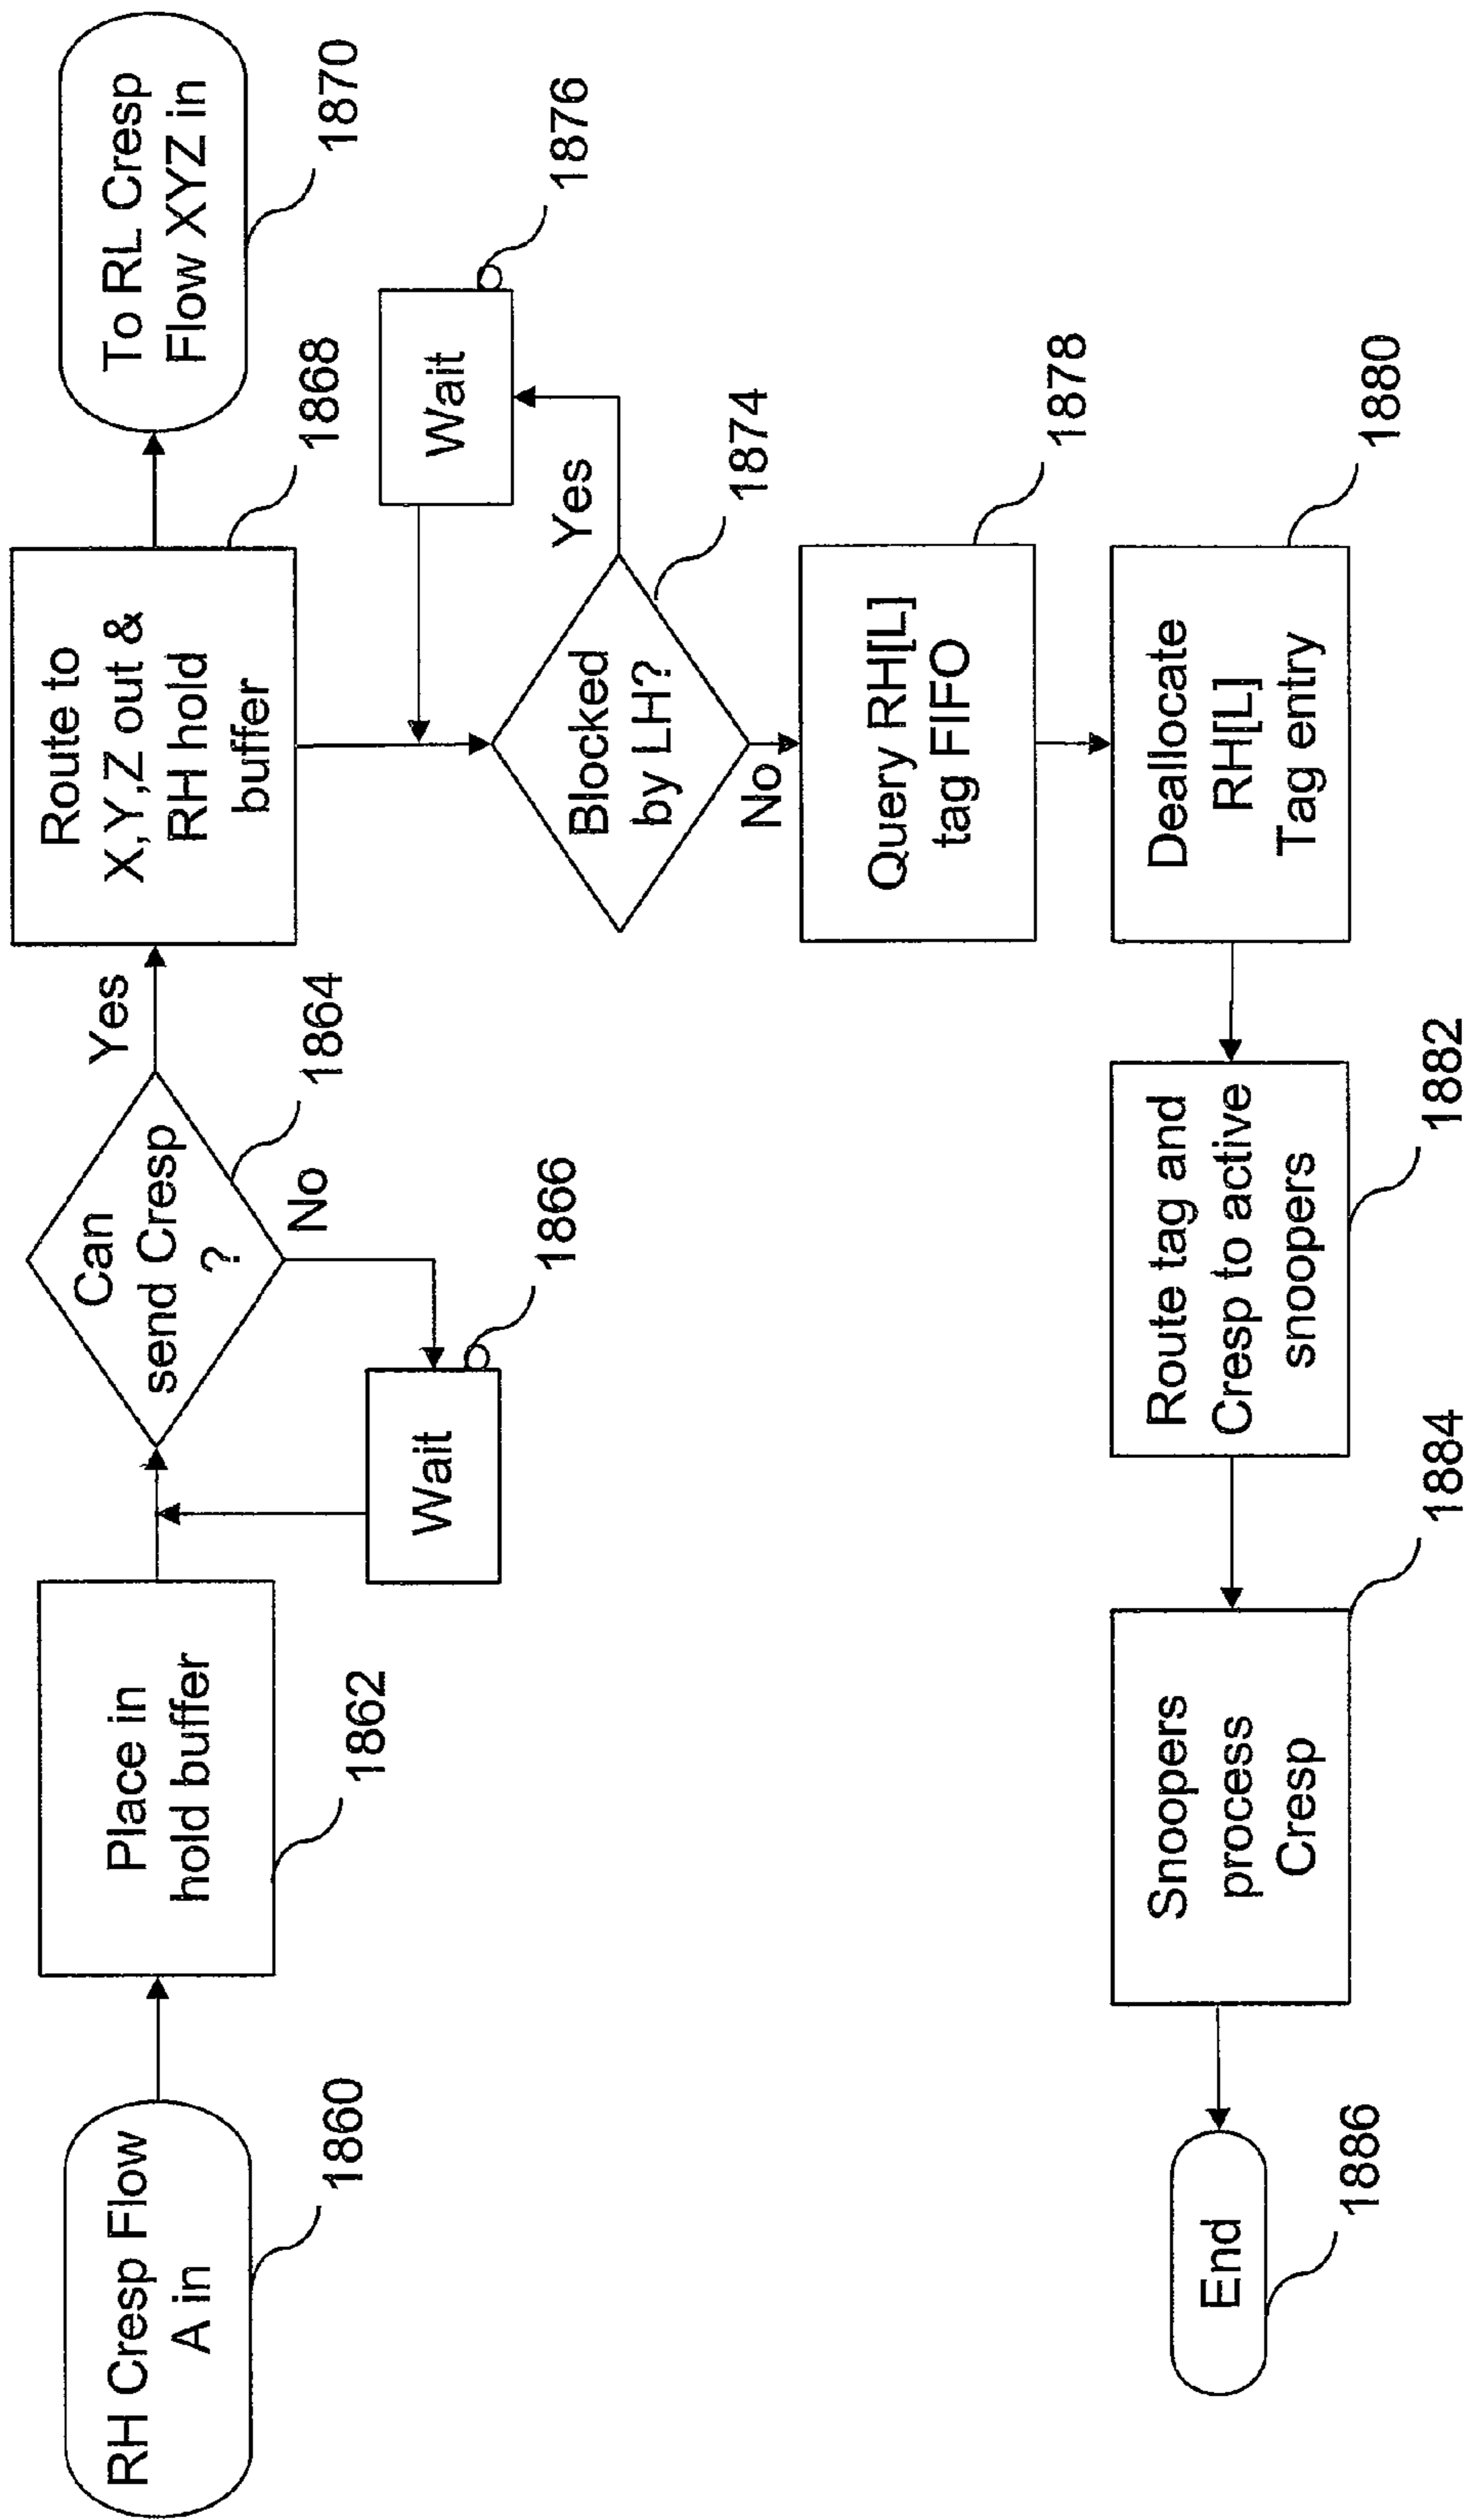 RH Cresp Flow
A in
1860
Place in
hold buffer
1862
Can
send Cresp
?
1864
Yes
No
Wait
1866
Route to
X,Y,Z out &
RH hold
buffer
1868
To RL Cresp
Flow XYZ in
1870
Blocked
by LH?
1874
Yes
No
Wait
1876
Query RH[L]
tag FIFO
1878
Deallocate
RH[L]
Tag entry
1880
Route tag and
Cresp to active
snoopers
1882
Snoopers
process
Cresp
1884
End
1886